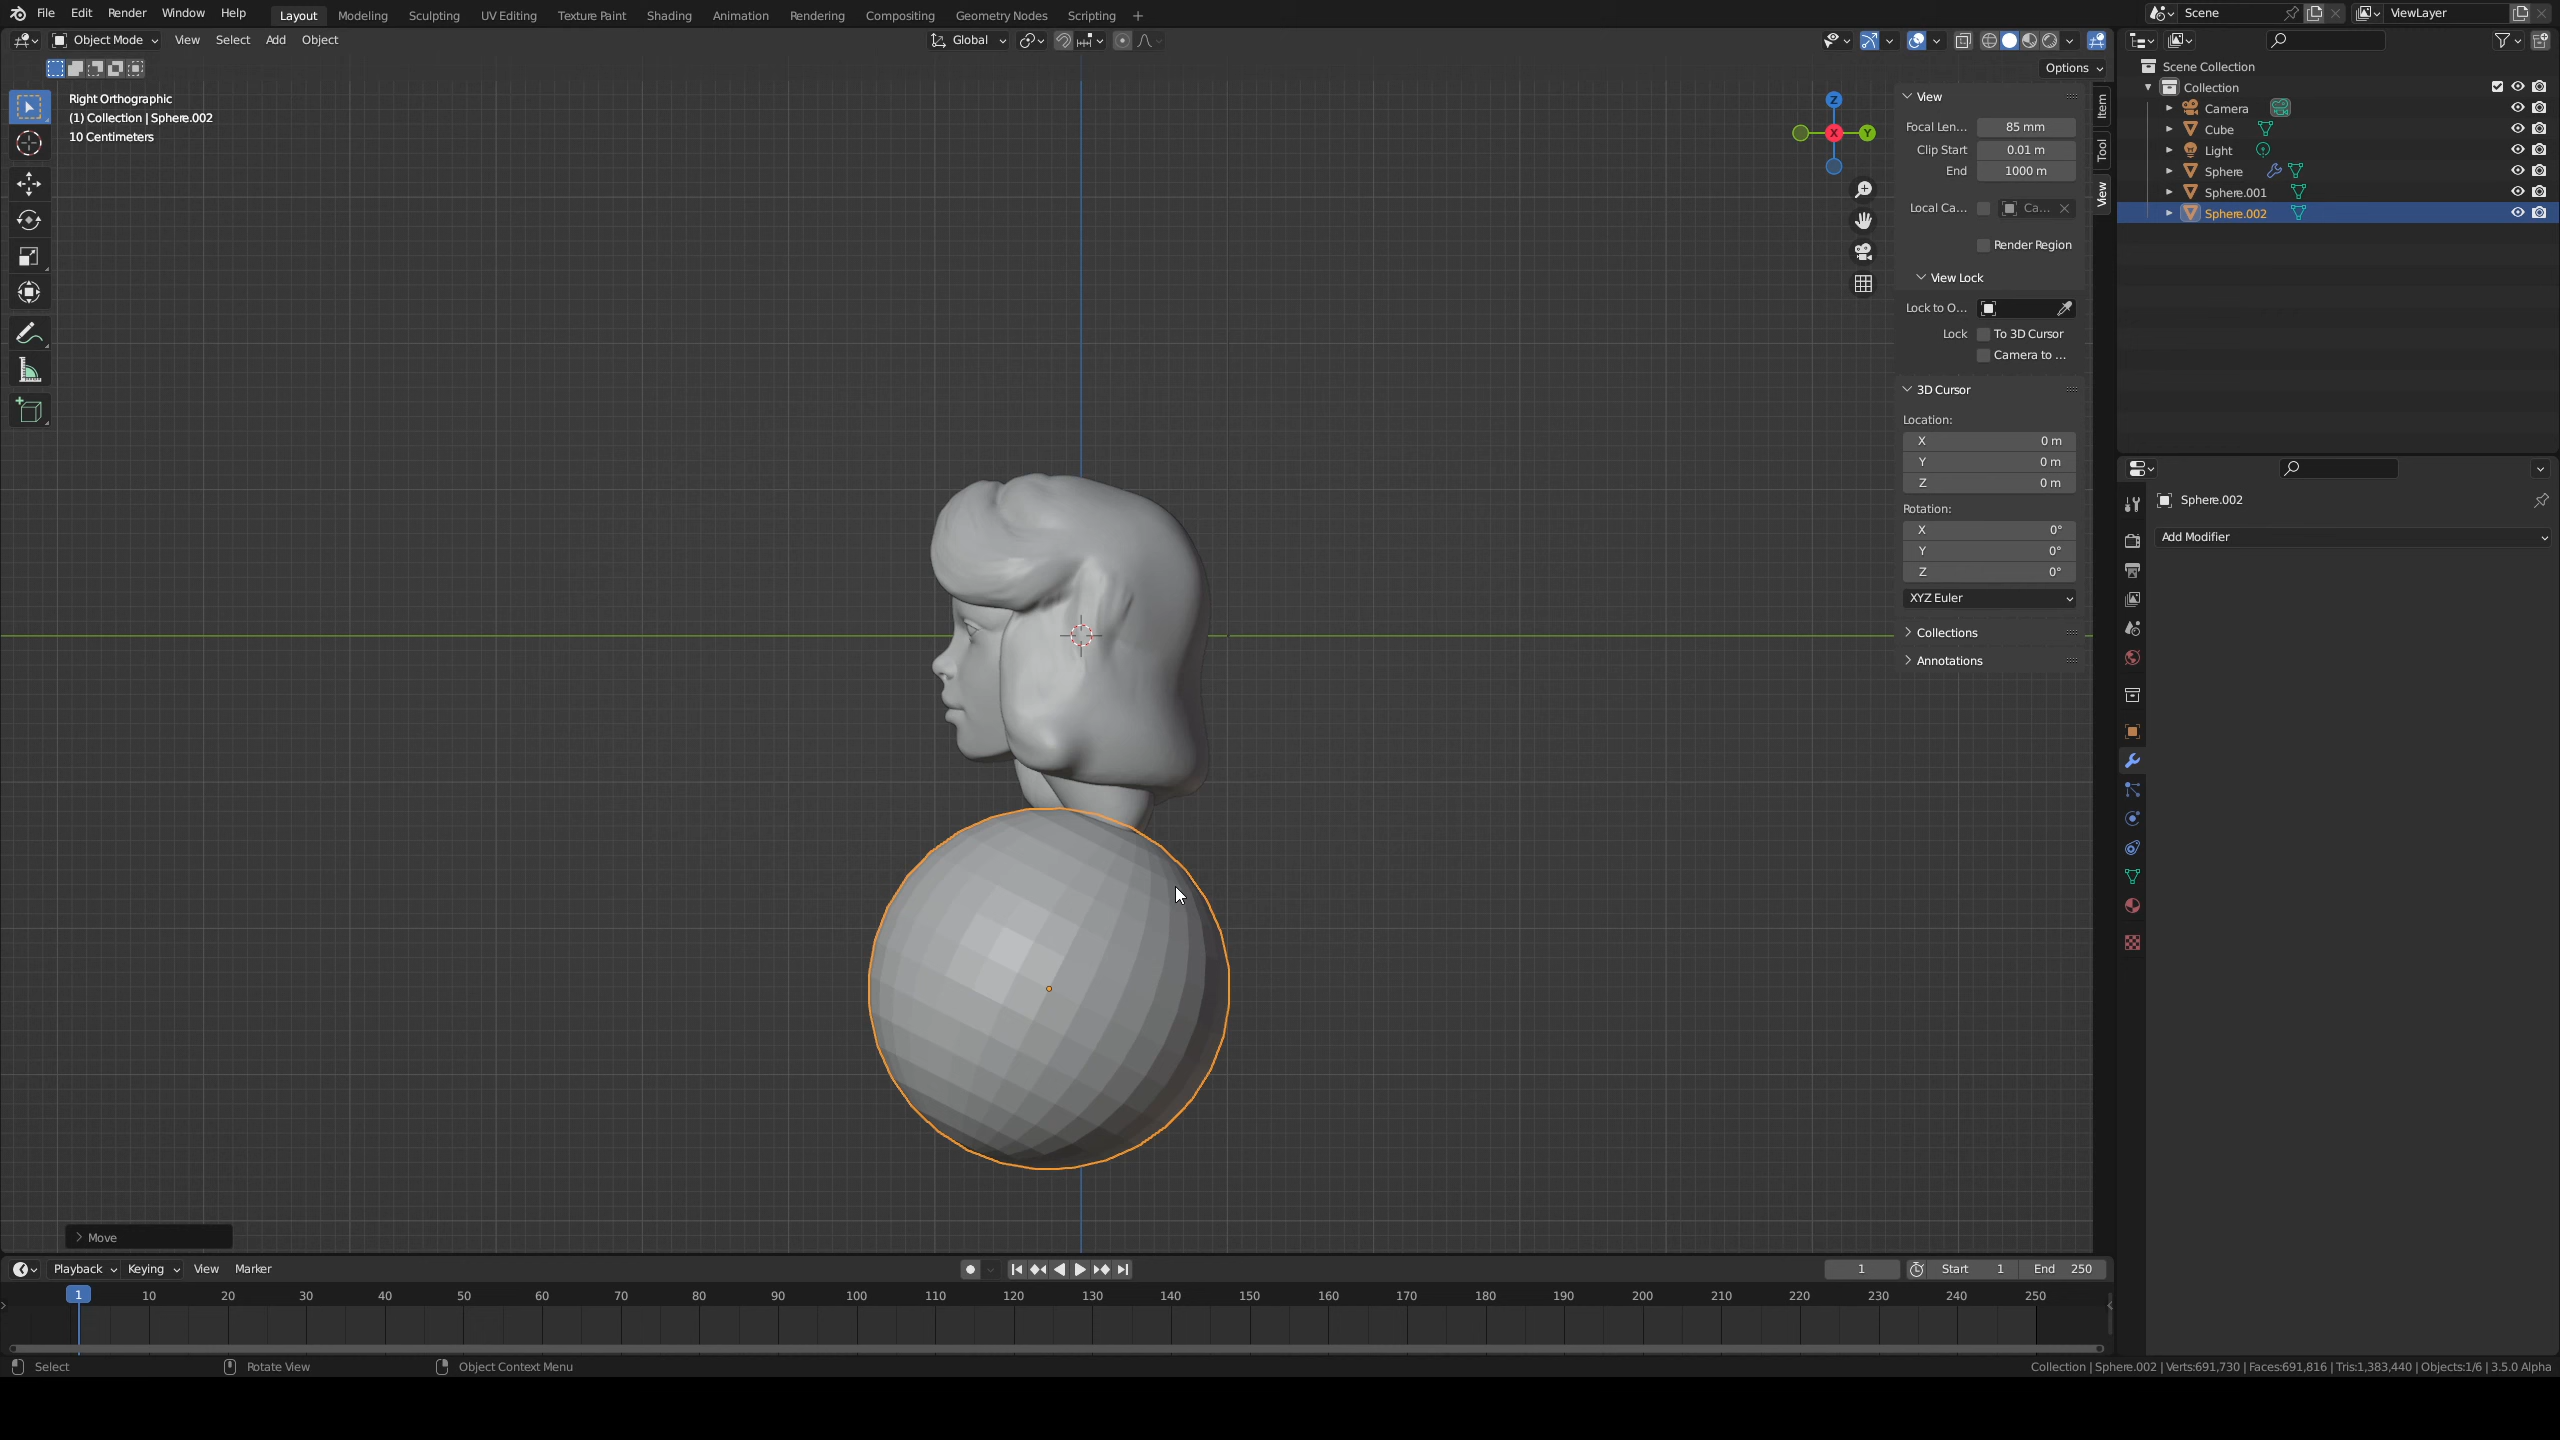 File Edit Render Window Help Layout Modeling Sculpting UV Editing Texture Paint Shading Animation Rendering Compositing Geometry Nodes Scripting + Scene ViewLayer
Object Mode View Select Add Object Global
Options
Right Orthographic
(1) Collection | Sphere.002
10 Centimeters
Z
X
Y
View
Focal Len... 85 mm
Clip Start 0.01 m
End 1000 m
Local Ca... Ca...
Render Region
View Lock
Lock to O...
Lock To 3D Cursor
Camera to ...
3D Cursor
Location:
X 0 m
Y 0 m
Z 0 m
Rotation:
X 0°
Y 0°
Z 0°
XYZ Euler
Collections
Annotations
Item
Tool
View
Scene Collection
Collection
Camera
Cube
Light
Sphere
Sphere.001
Sphere.002
Sphere.002
Add Modifier
Move
Playback Keying View Marker 1 Start 1 End 250
1 10 20 30 40 50 60 70 80 90 100 110 120 130 140 150 160 170 180 190 200 210 220 230 240 250
Select Rotate View Object Context Menu Collection | Sphere.002 | Verts:691,730 | Faces:691,816 | Tris:1,383,440 | Objects:1/6 | 3.5.0 Alpha